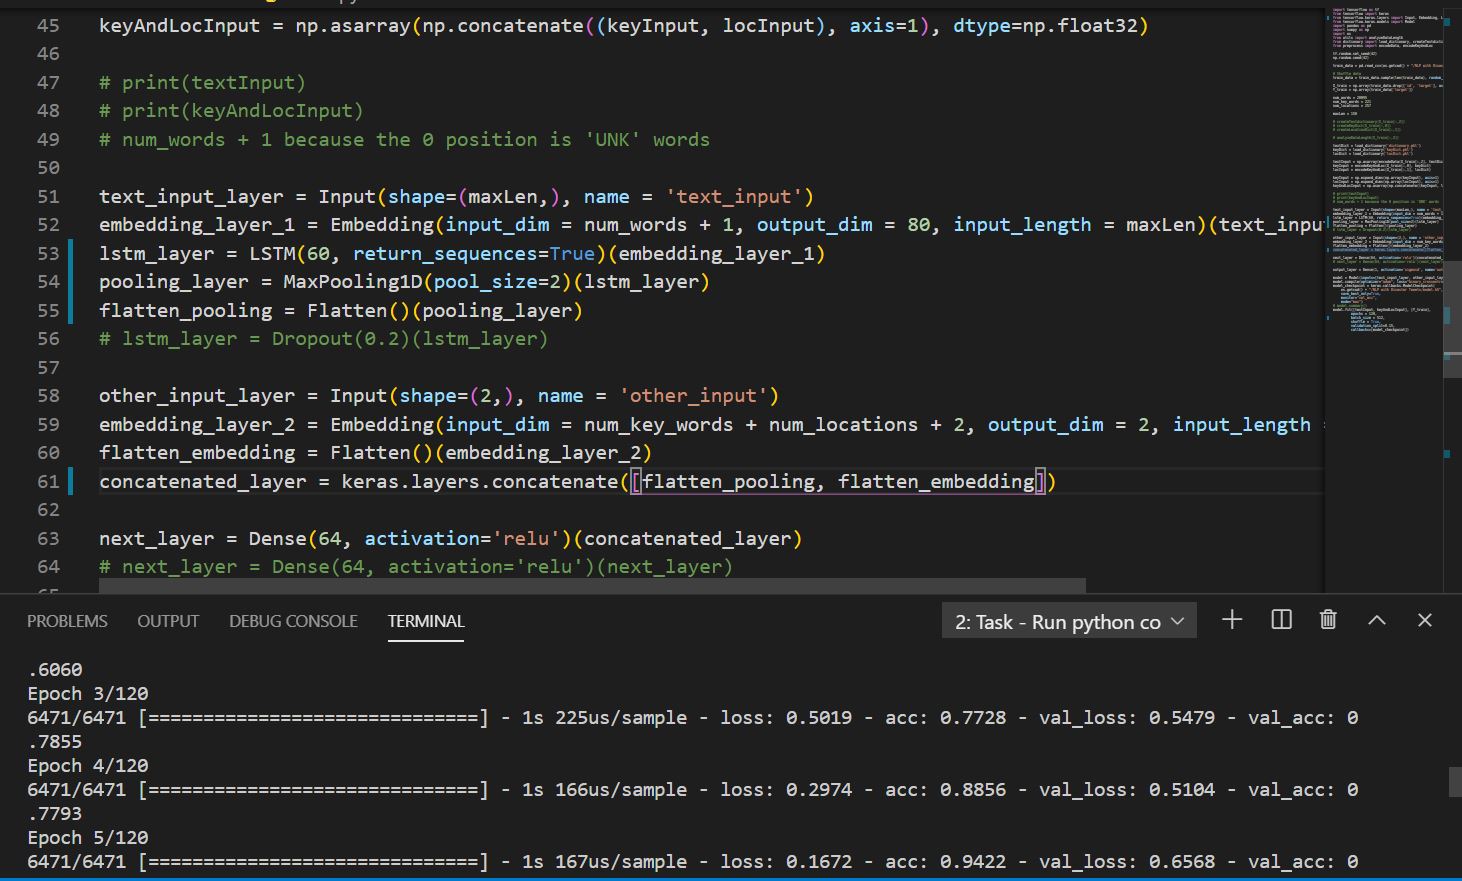 45 keyAndLocInput = np.asarray(np.concatenate((keyInput, locInput), axis=1), dtype=np.float32)
46
47 # print(textInput)
48 # print(keyAndLocInput)
49 # num_words + 1 because the 0 position is 'UNK' words
50
51 text_input_layer = Input(shape=(maxLen,), name = 'text_input')
52 embedding_layer_1 = Embedding(input_dim = num_words + 1, output_dim = 80, input_length = maxLen)(text_inpu
53 lstm_layer = LSTM(60, return_sequences=True)(embedding_layer_1)
54 pooling_layer = MaxPooling1D(pool_size=2)(lstm_layer)
55 flatten_pooling = Flatten()(pooling_layer)
56 # lstm_layer = Dropout(0.2)(lstm_layer)
57
58 other_input_layer = Input(shape=(2,), name = 'other_input')
59 embedding_layer_2 = Embedding(input_dim = num_key_words + num_locations + 2, output_dim = 2, input_length
60 flatten_embedding = Flatten()(embedding_layer_2)
61 concatenated_layer = keras.layers.concatenate([flatten_pooling, flatten_embedding])
62
63 next_layer = Dense(64, activation='relu')(concatenated_layer)
64 # next_layer = Dense(64, activation='relu')(next_layer)
PROBLEMS OUTPUT DEBUG CONSOLE TERMINAL 2: Task - Run python co
.6060
Epoch 3/120
6471/6471 [==============================] - 1s 225us/sample - loss: 0.5019 - acc: 0.7728 - val_loss: 0.5479 - val_acc: 0
.7855
Epoch 4/120
6471/6471 [==============================] - 1s 166us/sample - loss: 0.2974 - acc: 0.8856 - val_loss: 0.5104 - val_acc: 0
.7793
Epoch 5/120
6471/6471 [==============================] - 1s 167us/sample - loss: 0.1672 - acc: 0.9422 - val_loss: 0.6568 - val_acc: 0